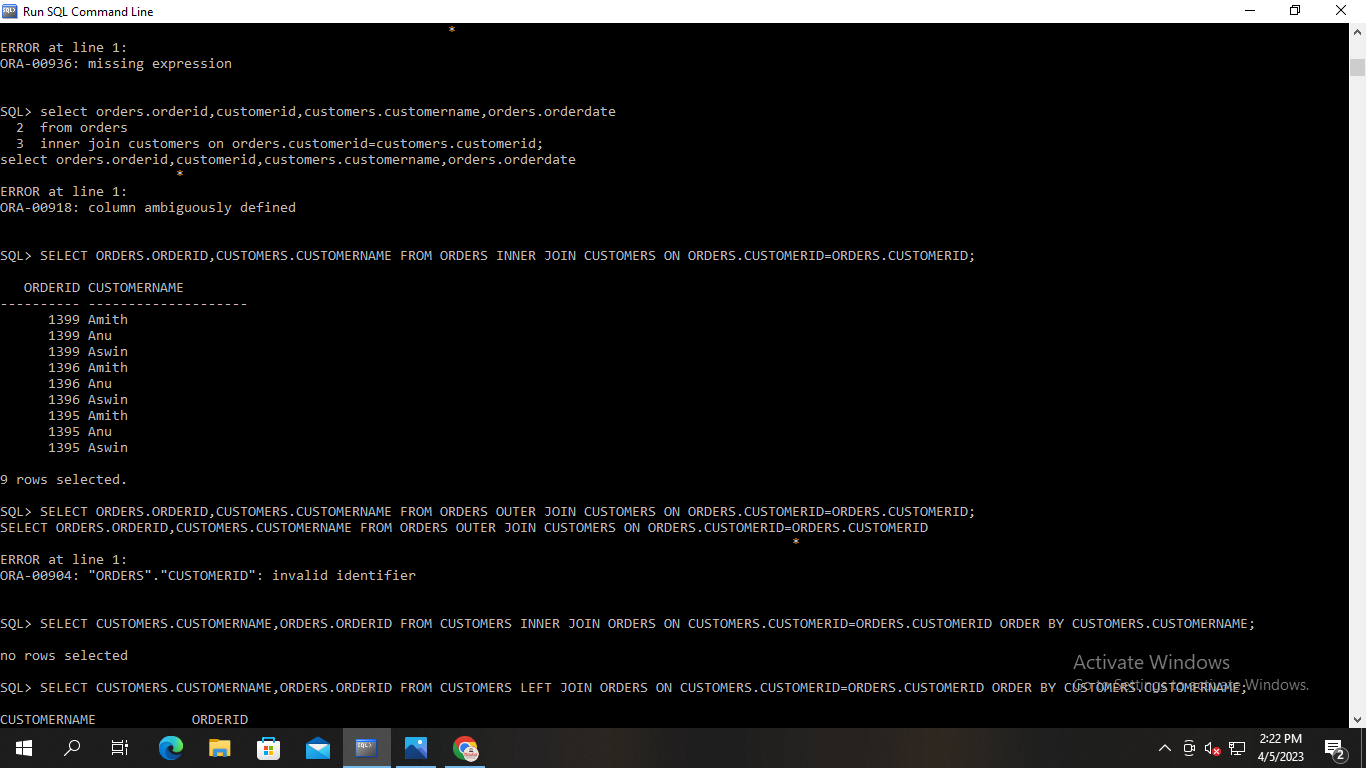 Run SQL Command Line
*
ERROR at line 1:
ORA-00936: missing expression
SQL> select orders.orderid,customerid,customers.customername,orders.orderdate
2 from orders
3 inner join customers on orders.customerid=customers.customerid;
select orders.orderid,customerid,customers.customername,orders.orderdate
*
ERROR at line 1:
ORA-00918: column ambiguously defined
SQL> SELECT ORDERS.ORDERID,CUSTOMERS.CUSTOMERNAME FROM ORDERS INNER JOIN CUSTOMERS ON ORDERS.CUSTOMERID=ORDERS.CUSTOMERID;
ORDERID CUSTOMERNAME
---------- --------------------
1399 Amith
1399 Anu
1399 Aswin
1396 Amith
1396 Anu
1396 Aswin
1395 Amith
1395 Anu
1395 Aswin
9 rows selected.
SQL> SELECT ORDERS.ORDERID,CUSTOMERS.CUSTOMERNAME FROM ORDERS OUTER JOIN CUSTOMERS ON ORDERS.CUSTOMERID=ORDERS.CUSTOMERID;
SELECT ORDERS.ORDERID,CUSTOMERS.CUSTOMERNAME FROM ORDERS OUTER JOIN CUSTOMERS ON ORDERS.CUSTOMERID=ORDERS.CUSTOMERID
*
ERROR at line 1:
ORA-00904: "ORDERS"."CUSTOMERID": invalid identifier
SQL> SELECT CUSTOMERS.CUSTOMERNAME,ORDERS.ORDERID FROM CUSTOMERS INNER JOIN ORDERS ON CUSTOMERS.CUSTOMERID=ORDERS.CUSTOMERID ORDER BY CUSTOMERS.CUSTOMERNAME;
no rows selected
Activate Windows
SQL> SELECT CUSTOMERS.CUSTOMERNAME,ORDERS.ORDERID FROM CUSTOMERS LEFT JOIN ORDERS ON CUSTOMERS.CUSTOMERID=ORDERS.CUSTOMERID ORDER BY CUSTOMERS.CUSTOMERNAME;
Go to Settings to activate Windows.
CUSTOMERNAME ORDERID
2:22 PM
4/5/2023
2